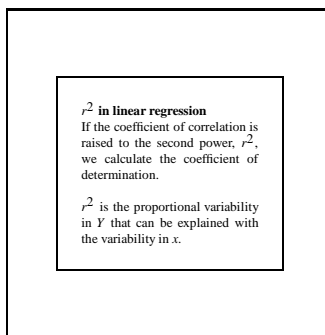 r² in linear regression
If the coefficient of correlation is
raised to the second power, r²,
we calculate the coefficient of
determination.
r² is the proportional variability
in Y that can be explained with
the variability in x.